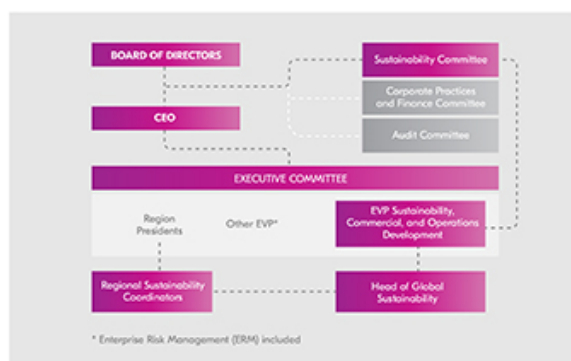 BOARD OF DIRECTORS
Sustainability Committee
Corporate Practices
and Finance Committee
CEO
Audit Committee
EXECUTIVE COMMITTEE
Region
Presidents
Other EVP*
EVP Sustainability,
Commercial, and Operations
Development
Regional Sustainability
Coordinators
Head of Global
Sustainability
* Enterprise Risk Management (ERM) included